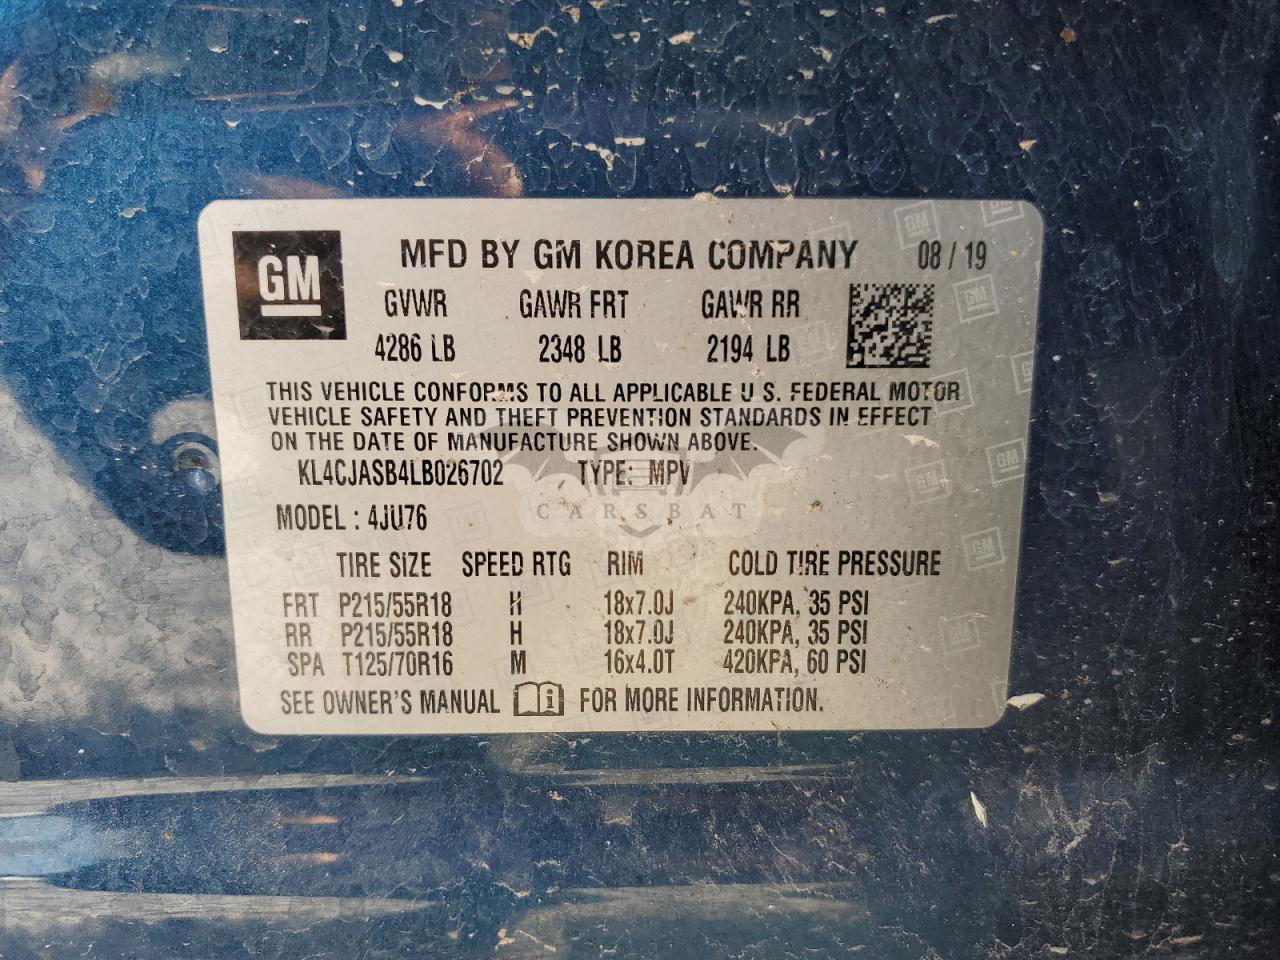 GM MFD BY GM KOREA COMPANY 08 / 19
GVWR GAWR FRT GAWR RR
4286 LB 2348 LB 2194 LB
THIS VEHICLE CONFORMS TO ALL APPLICABLE U S. FEDERAL MOTOR
VEHICLE SAFETY AND THEFT PREVENTION STANDARDS IN EFFECT
ON THE DATE OF MANUFACTURE SHOWN ABOVE.
KL4CJASB4LB026702 TYPE: MPV
CARSBAT
MODEL : 4JU76
TIRE SIZE SPEED RTG RIM COLD TIRE PRESSURE
FRT P215/55R18 H 18x7.0J 240KPA, 35 PSI
RR P215/55R18 H 18x7.0J 240KPA, 35 PSI
SPA T125/70R16 M 16x4.0T 420KPA, 60 PSI
SEE OWNER'S MANUAL i FOR MORE INFORMATION.